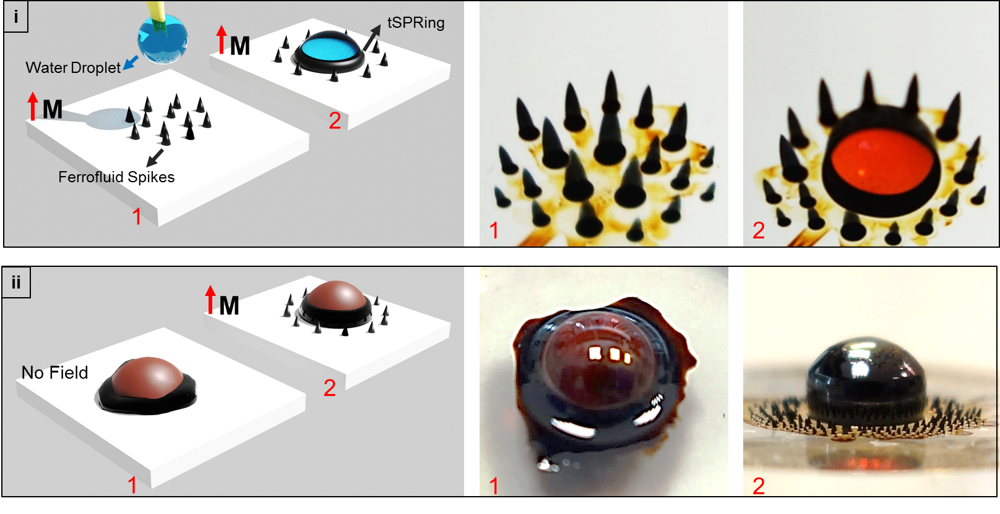 i
Water Droplet
M
Ferrofluid Spikes
1
M
tSPRing
2
1
2
ii
No Field
1
M
2
1
2